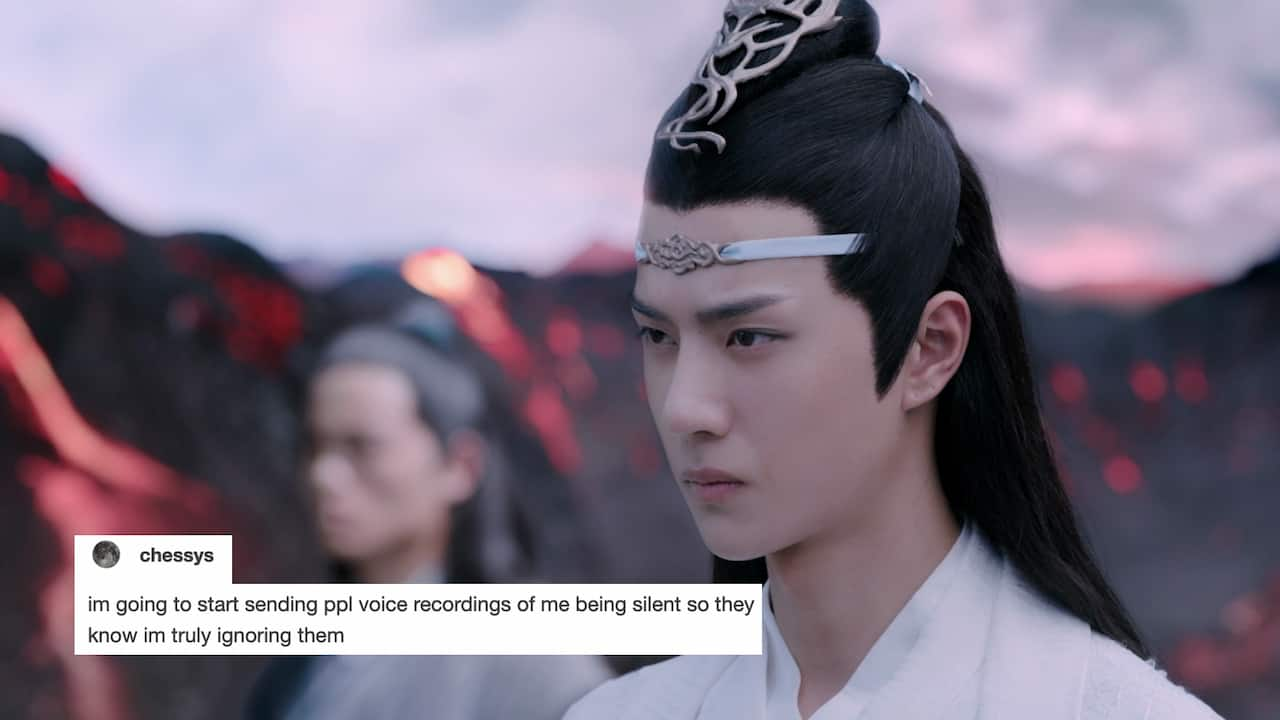 chessys
im going to start sending ppl voice recordings of me being silent so they
know im truly ignoring them